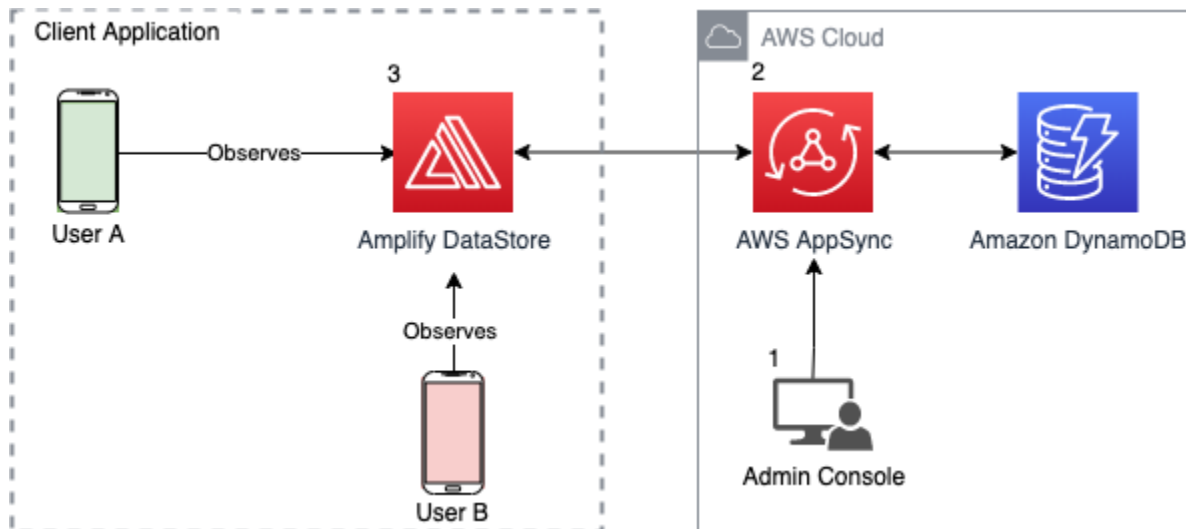 Client Application
AWS Cloud
3
2
Observes
User A
Amplify DataStore
AWS AppSync
Amazon DynamoDB
Observes
1
User B
Admin Console